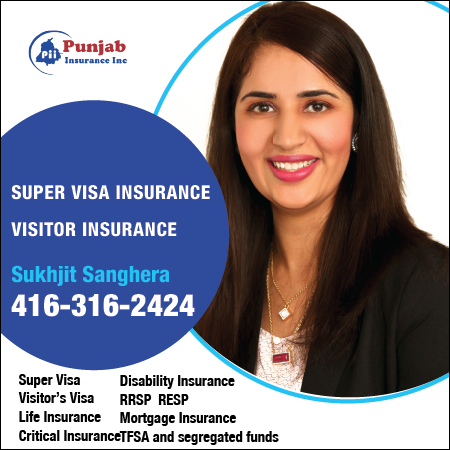 Pii
Punjab
Insurance Inc
SUPER VISA INSURANCE
VISITOR INSURANCE
Sukhjit Sanghera
416-316-2424
Super Visa
Visitor's Visa
Life Insurance
Critical Insurance
Disability Insurance
RRSP RESP
Mortgage Insurance
TFSA and segregated funds